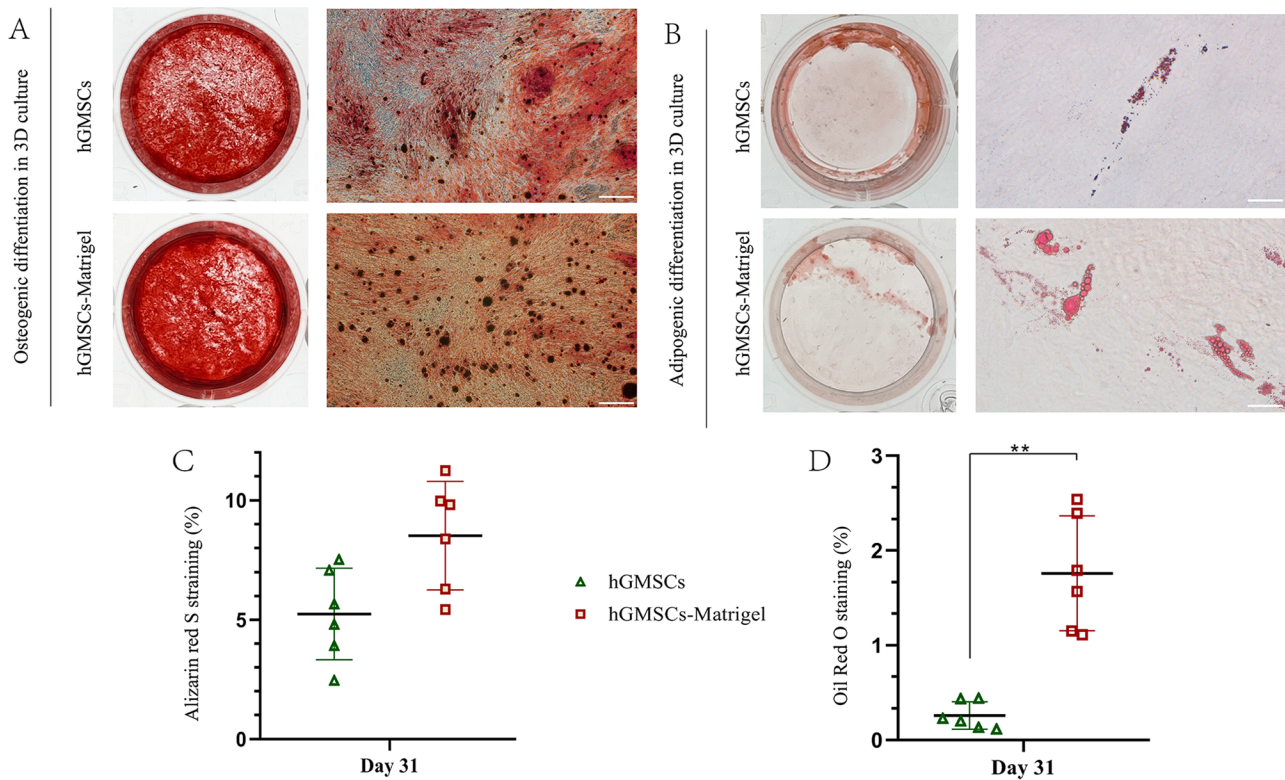 A
Osteogenic diffentiation in 3D culture
hGMSCs
hGMSCs-Matrigel
B
Adipogenic differentiation in 3D culture
hGMSCs
hGMSCs-Matrigel
C
Alizarin red S straining (%)
10
5
0
Day 31
hGMSCs
hGMSCs-Matrigel
D
Oil Red O staining (%)
3
2
1
0
**
Day 31